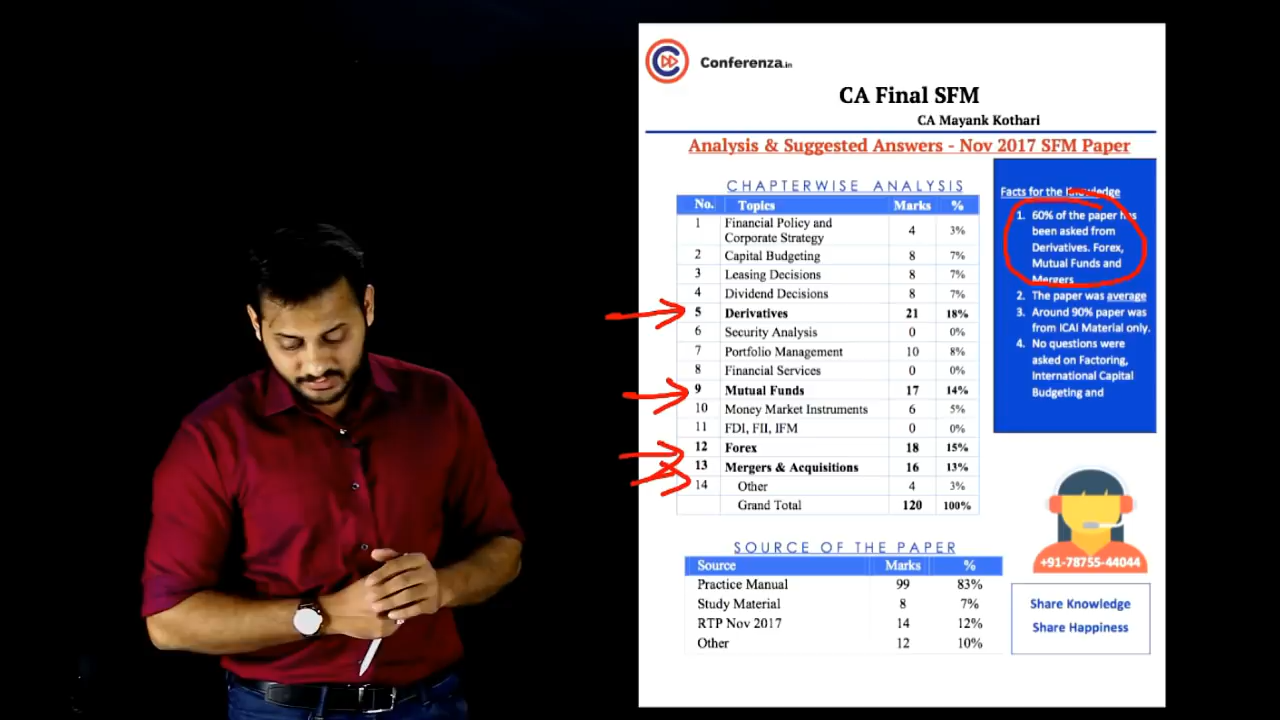 Conferenza.in
CA Final SFM
CA Mayank Kothari
Analysis & Suggested Answers - Nov 2017 SFM Paper
CHAPTERWISE ANALYSIS
No. Topics Marks %
1 Financial Policy and Corporate Strategy 4 3%
2 Capital Budgeting 8 7%
3 Leasing Decisions 8 7%
4 Dividend Decisions 8 7%
5 Derivatives 21 18%
6 Security Analysis 0 0%
7 Portfolio Management 10 8%
8 Financial Services 0 0%
9 Mutual Funds 17 14%
10 Money Market Instruments 6 5%
11 FDI, FII, IFM 0 0%
12 Forex 18 15%
13 Mergers & Acquisitions 16 13%
14 Other 4 3%
Grand Total 120 100%
Facts for the Knowledge
1. 60% of the paper has
been asked from
Derivatives. Forex,
Mutual Funds and
Mergers
2. The paper was average
3. Around 90% paper was
from ICAI Material only.
4. No questions were
asked on Factoring,
International Capital
Budgeting and
SOURCE OF THE PAPER
Source Marks %
Practice Manual 99 83%
Study Material 8 7%
RTP Nov 2017 14 12%
Other 12 10%
+91-78755-44044
Share Knowledge
Share Happiness